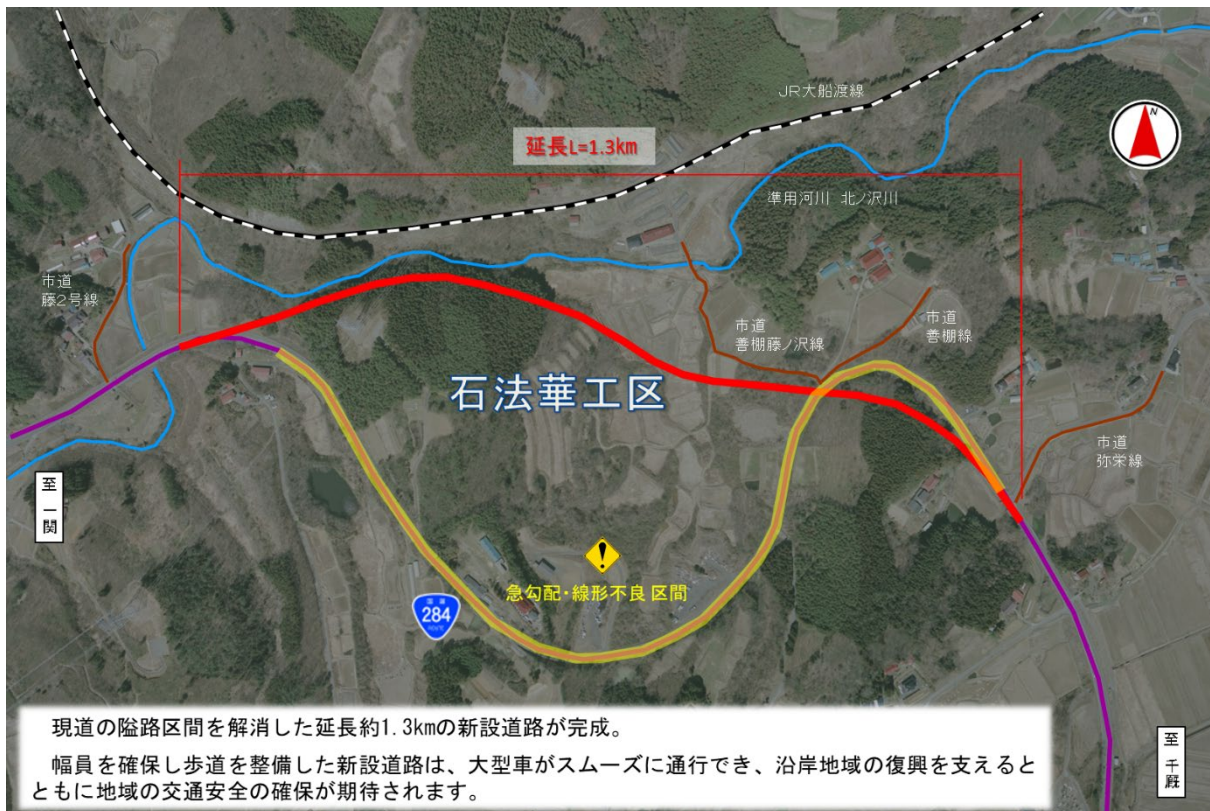 JR大船渡線
N
延長L=1.3km
準用河川 北ノ沢川
市道
藤2号線
市道
善棚藤ノ沢線
市道
善棚線
石法華工区
市道
弥栄線
至一関
急勾配・線形不良区間
284
至千厩
現道の隘路区間を解消した延長約1.3kmの新設道路が完成。
幅員を確保し歩道を整備した新設道路は、大型車がスムーズに通行でき、沿岸地域の復興を支えると
ともに地域の交通安全の確保が期待されます。